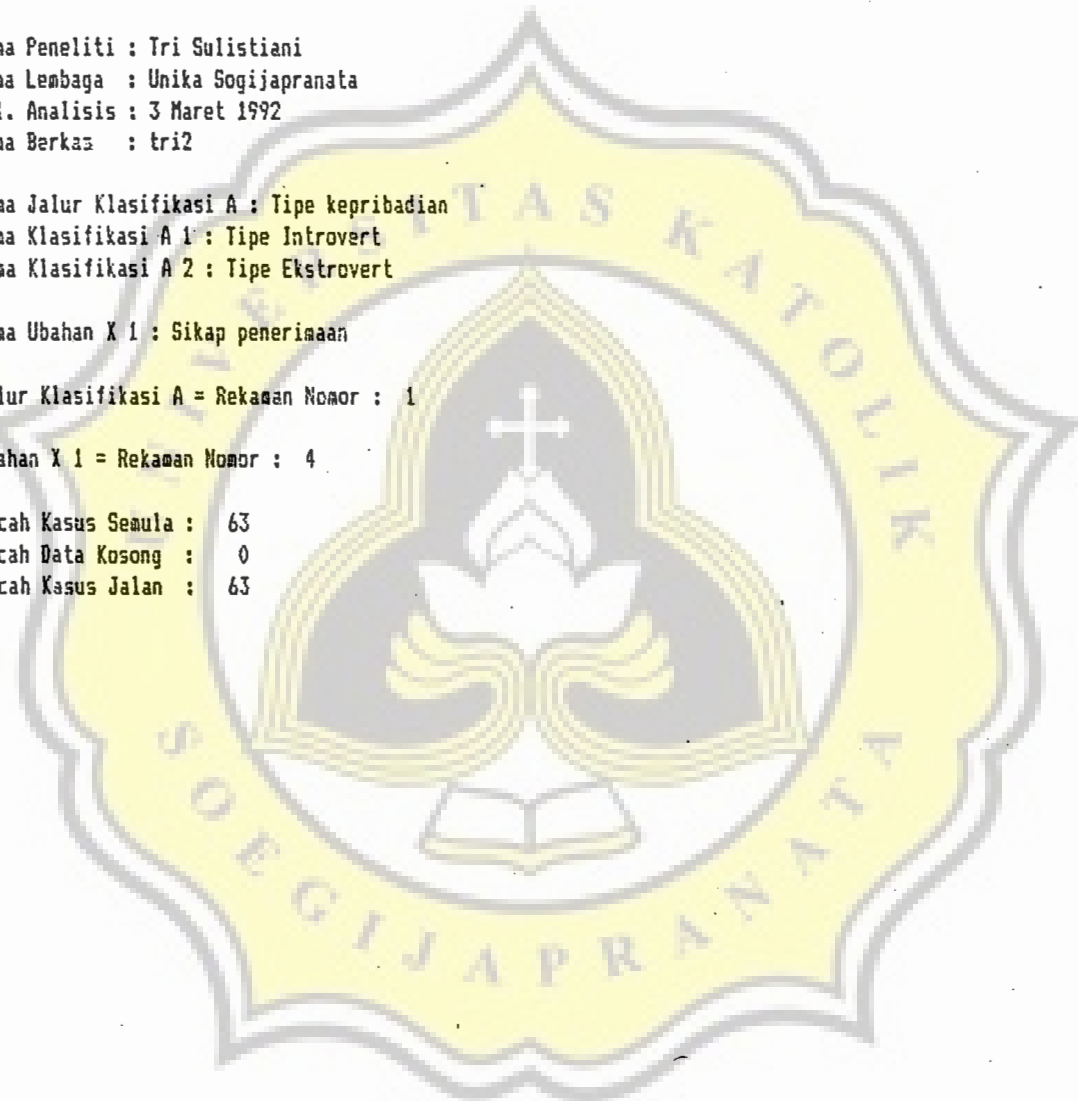 ma Peneliti : Tri Sulistiani
ma Lembaga : Unika Sogijapranata
l. Analisis : 3 Maret 1992
ma Berkas : tri2
ma Jalur Klasifikasi A : Tipe kepribadian
ma Klasifikasi A 1 : Tipe Introvert
ma Klasifikasi A 2 : Tipe Ekstrovert
ma Ubahan X 1 : Sikap penerimaan
lur Klasifikasi A = Rekaman Nomor : 1
ahan X 1 = Rekaman Nomor : 4
cah Kasus Semula : 63
cah Data Kosong : 0
cah Kasus Jalan : 63
UNIVERSITAS KATOLIK
SOEGIJAPRANATA